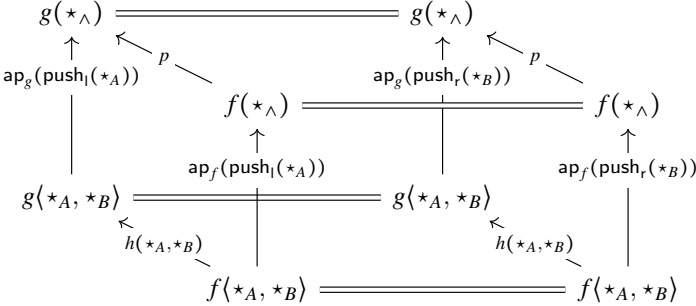 g(⋆∧) g(⋆∧)
p p
ap_g(push_l(⋆_A)) ap_g(push_r(⋆_B))
f(⋆∧) f(⋆∧)
ap_f(push_l(⋆_A)) ap_f(push_r(⋆_B))
g⟨⋆_A, ⋆_B⟩ g⟨⋆_A, ⋆_B⟩
h(⋆_A,⋆_B) h(⋆_A,⋆_B)
f⟨⋆_A, ⋆_B⟩ f⟨⋆_A, ⋆_B⟩